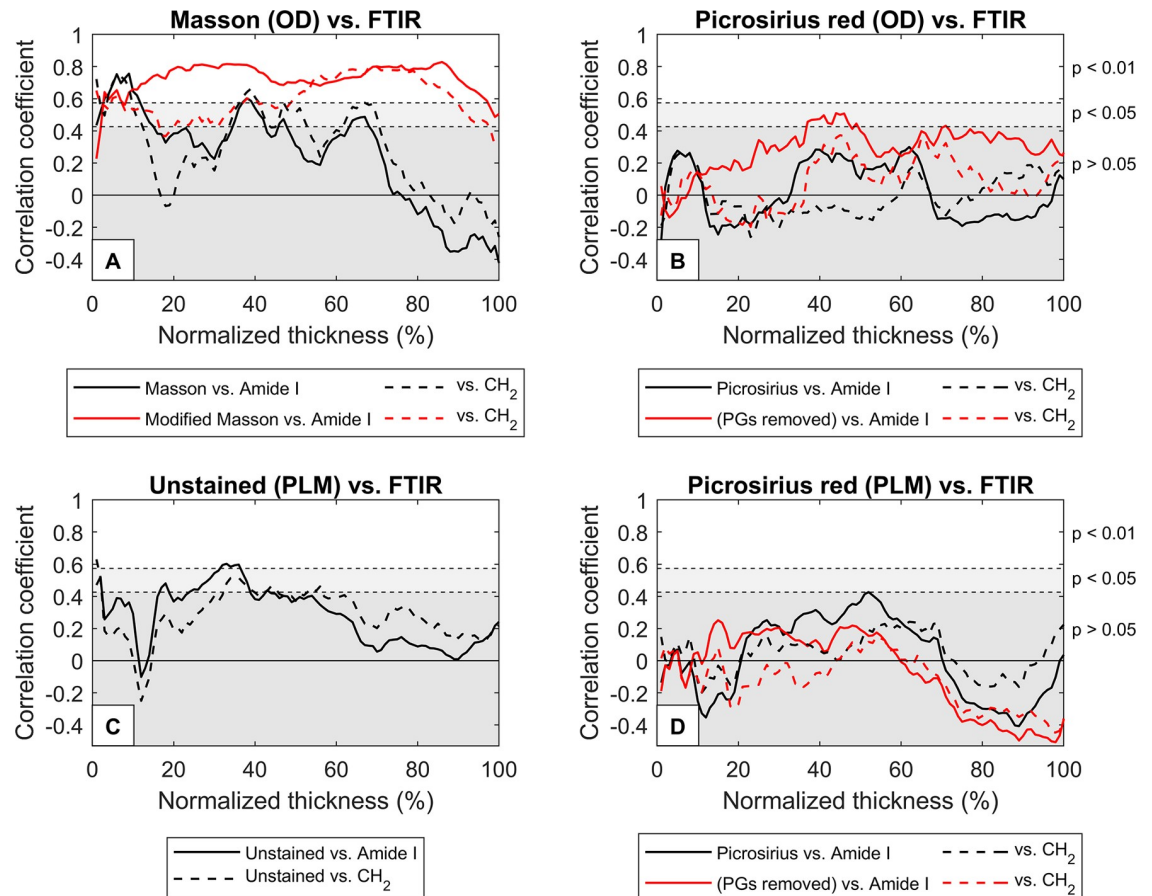 Masson (OD) vs. FTIR
Correlation coefficient
1
0.8
0.6
0.4
0.2
0
-0.2
-0.4
A
0 20 40 60 80 100
Normalized thickness (%)
Masson vs. Amide I vs. CH2
Modified Masson vs. Amide I vs. CH2
Picrosirius red (OD) vs. FTIR
Correlation coefficient
1
0.8
0.6
0.4
0.2
0
-0.2
-0.4
p < 0.01
p < 0.05
p > 0.05
B
0 20 40 60 80 100
Normalized thickness (%)
Picrosirius vs. Amide I vs. CH2
(PGs removed) vs. Amide I vs. CH2
Unstained (PLM) vs. FTIR
Correlation coefficient
1
0.8
0.6
0.4
0.2
0
-0.2
-0.4
C
0 20 40 60 80 100
Normalized thickness (%)
Unstained vs. Amide I
Unstained vs. CH2
Picrosirius red (PLM) vs. FTIR
Correlation coefficient
1
0.8
0.6
0.4
0.2
0
-0.2
-0.4
p < 0.01
p < 0.05
p > 0.05
D
0 20 40 60 80 100
Normalized thickness (%)
Picrosirius vs. Amide I vs. CH2
(PGs removed) vs. Amide I vs. CH2